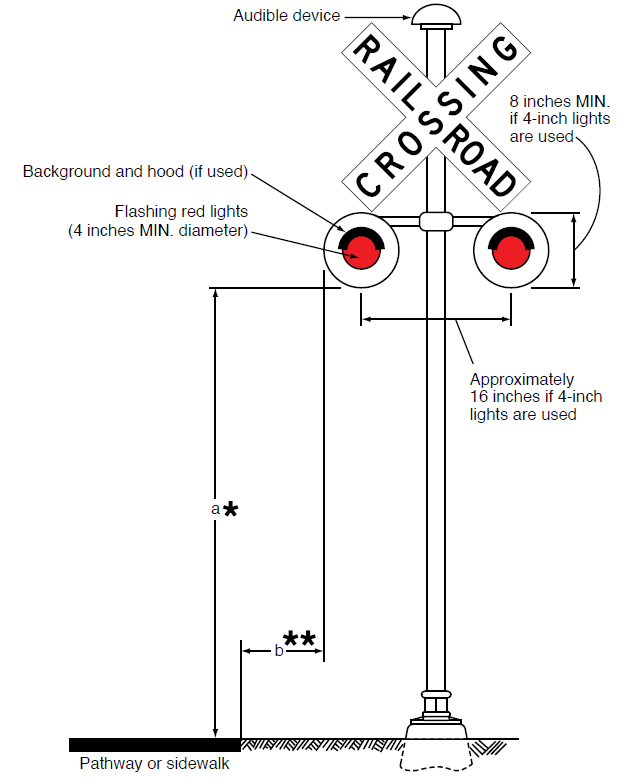 Audible device
RAILROAD
CROSSING
8 inches MIN.
if 4-inch lights
are used
Background and hood (if used)
Flashing red lights
(4 inches MIN. diameter)
Approximately
16 inches if 4-inch
lights are used
a*
b**
Pathway or sidewalk